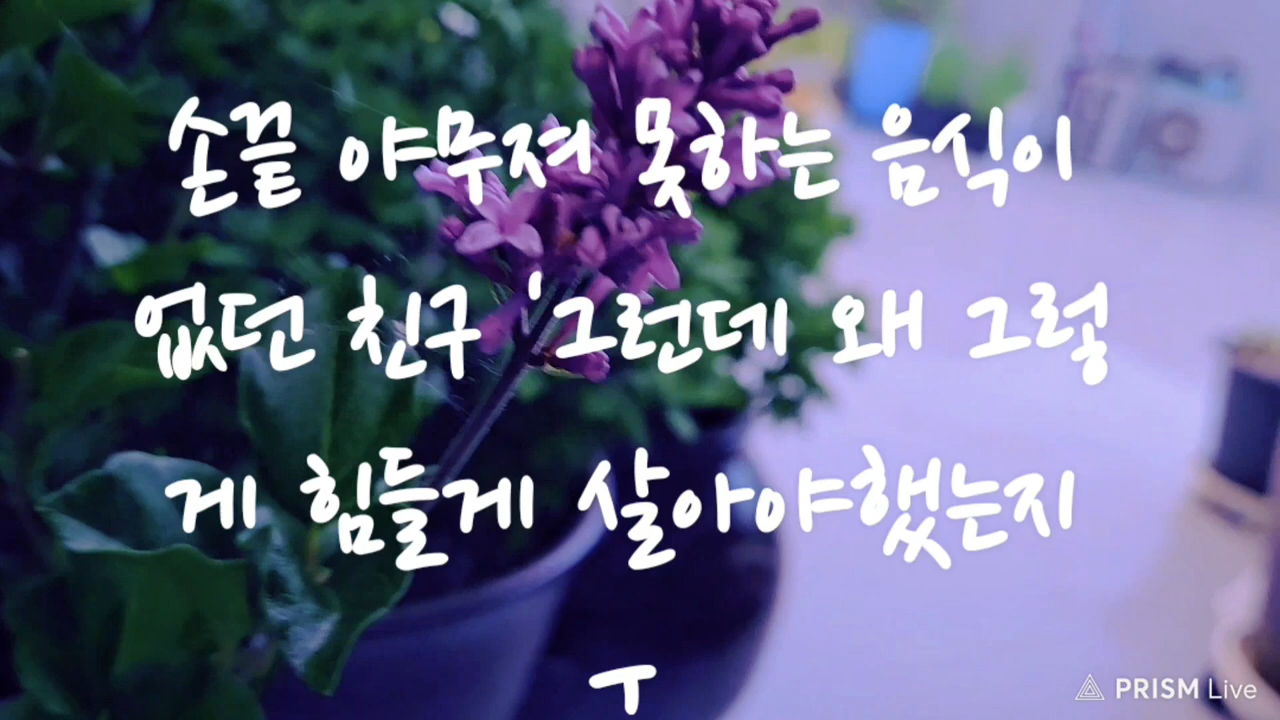 손끝 야무져 못하는 음식이
없던 친구 '그런데 왜 그렇
게 힘들게 살아야했는지
ㅜ
PRISM Live